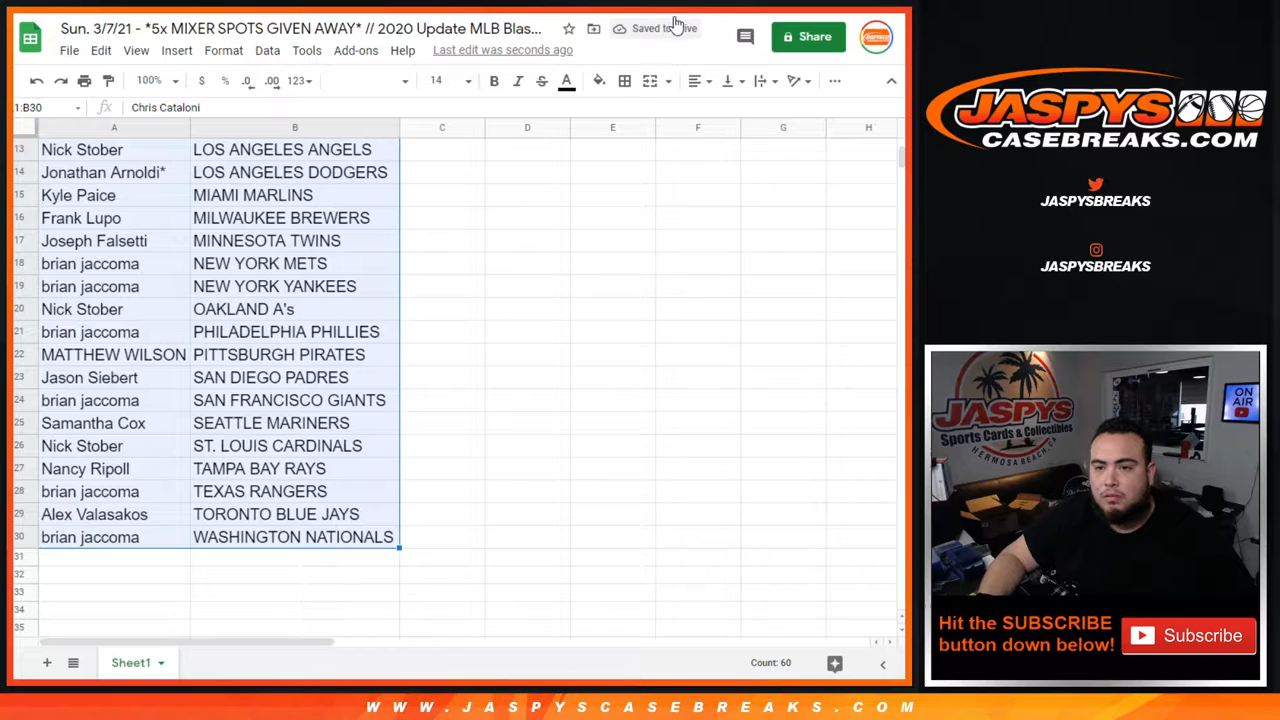 Sun. 3/7/21 - *5x MIXER SPOTS GIVEN AWAY* // 2020 Update MLB Blas...
Saved to
Share
File Edit View Insert Format Data Tools Add-ons Help Last edit was seconds ago
100% $ % .0 .00 123 14 B I S A
1:B30 fx Chris Cataloni
A B C D E F G H
13 Nick Stober LOS ANGELES ANGELS
14 Jonathan Arnoldi* LOS ANGELES DODGERS
15 Kyle Paice MIAMI MARLINS
16 Frank Lupo MILWAUKEE BREWERS
17 Joseph Falsetti MINNESOTA TWINS
18 brian jaccoma NEW YORK METS
19 brian jaccoma NEW YORK YANKEES
20 Nick Stober OAKLAND A's
21 brian jaccoma PHILADELPHIA PHILLIES
22 MATTHEW WILSON PITTSBURGH PIRATES
23 Jason Siebert SAN DIEGO PADRES
24 brian jaccoma SAN FRANCISCO GIANTS
25 Samantha Cox SEATTLE MARINERS
26 Nick Stober ST. LOUIS CARDINALS
27 Nancy Ripoll TAMPA BAY RAYS
28 brian jaccoma TEXAS RANGERS
29 Alex Valasakos TORONTO BLUE JAYS
30 brian jaccoma WASHINGTON NATIONALS
31
32
33
34
35
Sheet1
Count: 60
JASPYS
CASEBREAKS.COM
JASPYSBREAKS
JASPYSBREAKS
JASPYS
Sports Cards & Collectibles
HERMOSA BEACH, CA
ON AIR
Hit the SUBSCRIBE
button down below!
Subscribe
WWW.JASPYSCASEBREAKS.COM